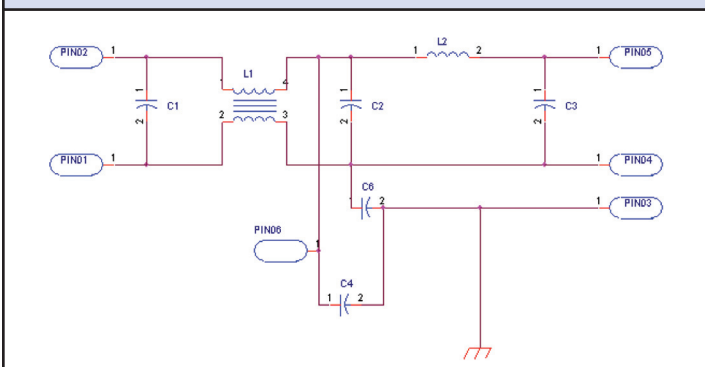 PIN02 1 1 L1 4 1 L2 2 1 PIN05
1 C1 2
2 3
1 C2 2
1 C3 2
PIN01 1 1 PIN04
C6
1 2 1 PIN03
PIN06 1
C4
1 2